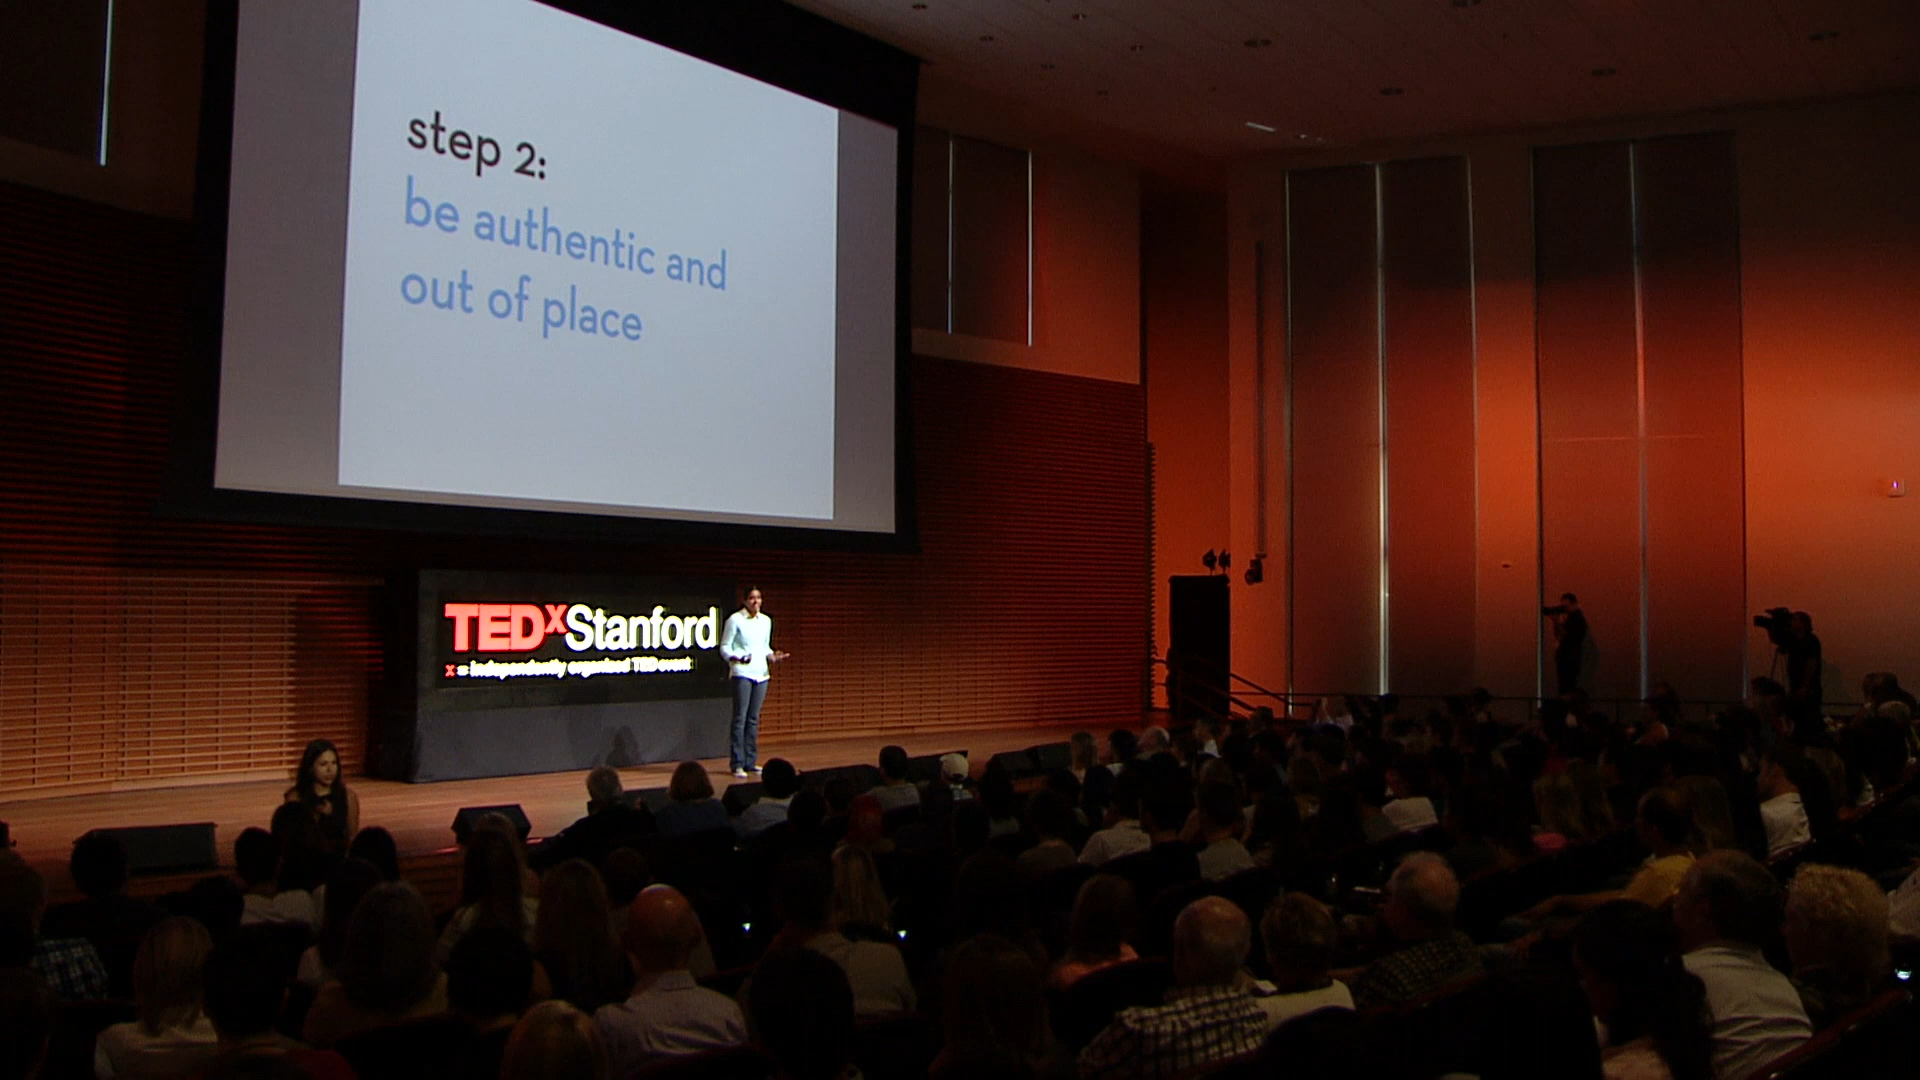 step 2:
be authentic and
out of place
TEDxStanford
x = independently organized TED event